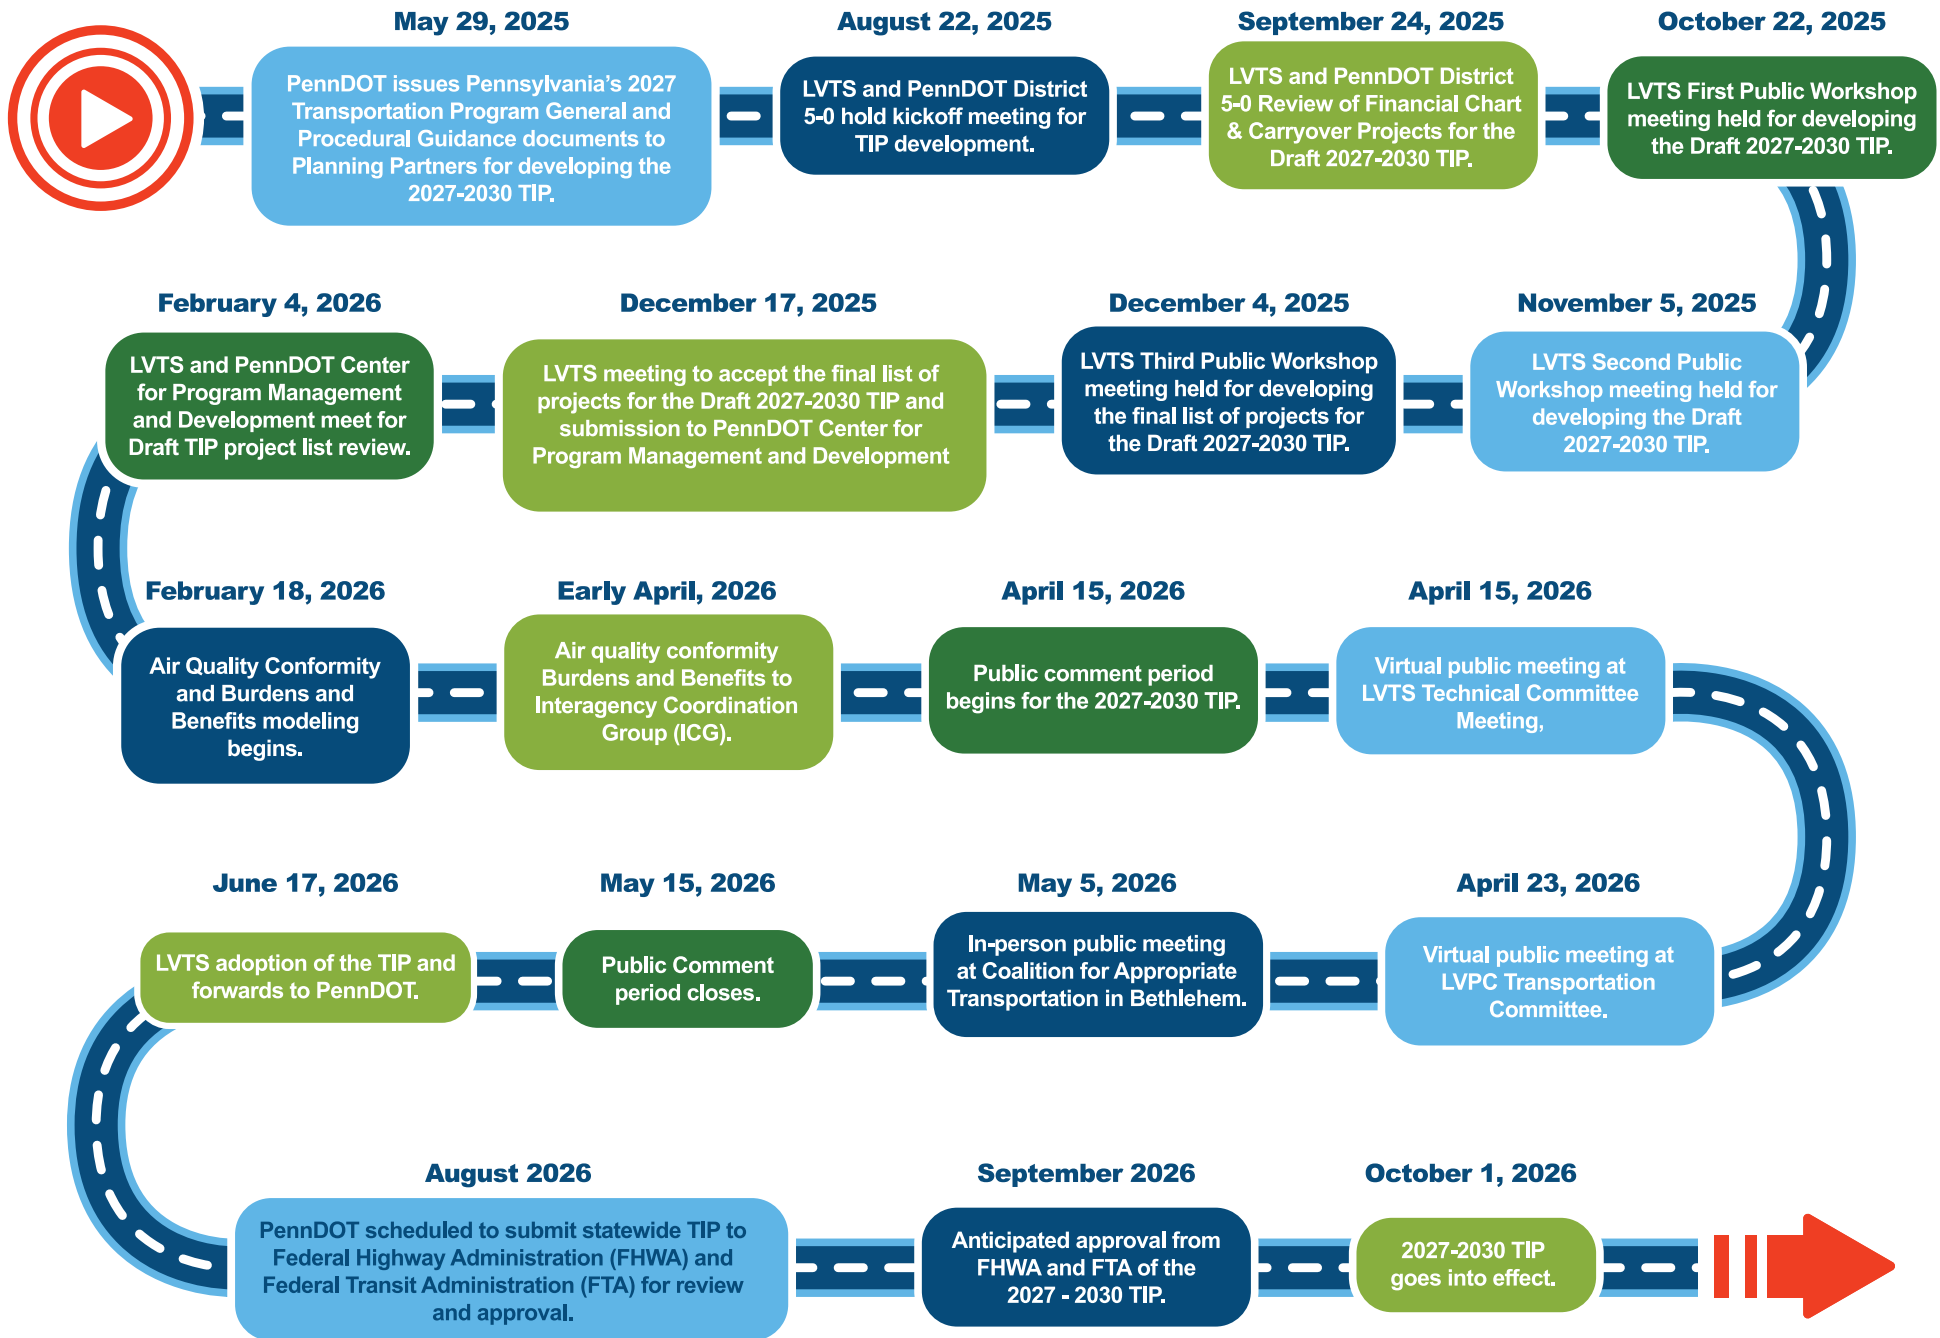 May 29, 2025
PennDOT issues Pennsylvania's 2027
Transportation Program General and
Procedural Guidance documents to
Planning Partners for developing the
2027-2030 TIP.
August 22, 2025
LVTS and PennDOT District
5-0 hold kickoff meeting for
TIP development.
September 24, 2025
LVTS and PennDOT District
5-0 Review of Financial Chart
& Carryover Projects for the
Draft 2027-2030 TIP.
October 22, 2025
LVTS First Public Workshop
meeting held for developing
the Draft 2027-2030 TIP.
November 5, 2025
LVTS Second Public
Workshop meeting held for
developing the Draft
2027-2030 TIP.
December 4, 2025
LVTS Third Public Workshop
meeting held for developing
the final list of projects for
the Draft 2027-2030 TIP.
December 17, 2025
LVTS meeting to accept the final list of
projects for the Draft 2027-2030 TIP and
submission to PennDOT Center for
Program Management and Development
February 4, 2026
LVTS and PennDOT Center
for Program Management
and Development meet for
Draft TIP project list review.
February 18, 2026
Air Quality Conformity
and Burdens and
Benefits modeling
begins.
Early April, 2026
Air quality conformity
Burdens and Benefits to
Interagency Coordination
Group (ICG).
April 15, 2026
Public comment period
begins for the 2027-2030 TIP.
April 15, 2026
Virtual public meeting at
LVTS Technical Committee
Meeting,
April 23, 2026
Virtual public meeting at
LVPC Transportation
Committee.
May 5, 2026
In-person public meeting
at Coalition for Appropriate
Transportation in Bethlehem.
May 15, 2026
Public Comment
period closes.
June 17, 2026
LVTS adoption of the TIP and
forwards to PennDOT.
August 2026
PennDOT scheduled to submit statewide TIP to
Federal Highway Administration (FHWA) and
Federal Transit Administration (FTA) for review
and approval.
September 2026
Anticipated approval from
FHWA and FTA of the
2027 - 2030 TIP.
October 1, 2026
2027-2030 TIP
goes into effect.